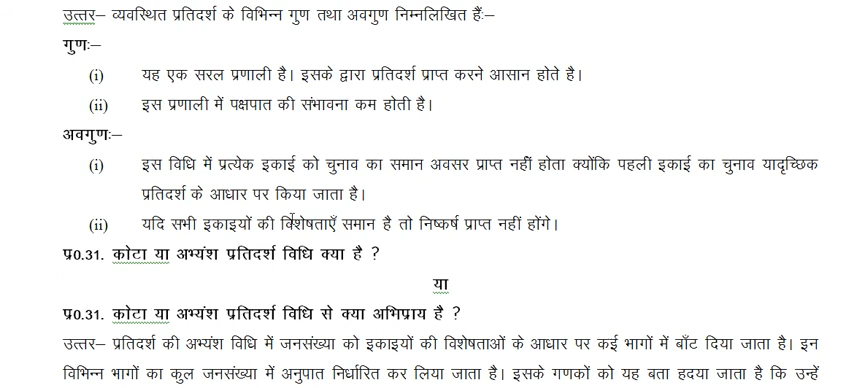 उत्तर– व्यवस्थित प्रतिदर्श के विभिन्न गुण तथा अवगुण निम्नलिखित हैं:–
गुण:–
(i) यह एक सरल प्रणाली है। इसके द्वारा प्रतिदर्श प्राप्त करने आसान होते है।
(ii) इस प्रणाली में पक्षपात की संभावना कम होती है।
अवगुण:–
(i) इस विधि में प्रत्येक इकाई को चुनाव का समान अवसर प्राप्त नहीं होता क्योंकि पहली इकाई का चुनाव यादृच्छिक
प्रतिदर्श के आधार पर किया जाता है।
(ii) यदि सभी इकाइयों की विशेषताएँ समान है तो निष्कर्ष प्राप्त नहीं होंगे।
प्र0.31. कोटा या अभ्यंश प्रतिदर्श विधि क्या है ?
या
प्र0.31. कोटा या अभ्यंश प्रतिदर्श विधि से क्या अभिप्राय है ?
उत्तर– प्रतिदर्श की अभ्यंश विधि में जनसंख्या को इकाइयों की विशेषताओं के आधार पर कई भागों में बाँट दिया जाता है। इन
विभिन्न भागों का कुल जनसंख्या में अनुपात निर्धारित कर लिया जाता है। इसके गणकों को यह बता हदया जाता है कि उन्हें